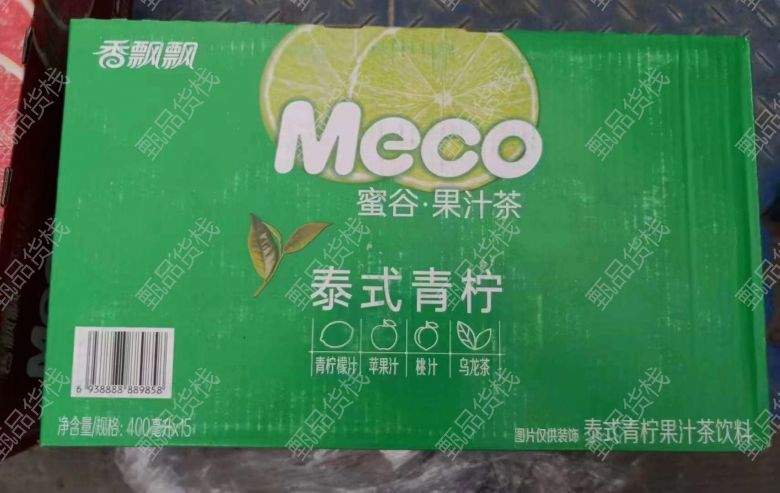 香飘飘
Meco
蜜谷·果汁茶
泰式青柠
青柠檬汁 苹果汁 桃汁 乌龙茶
6 938888 889858
净含量/规格: 400毫升x15
图片仅供装饰 泰式青柠果汁茶饮料
甄品货栈